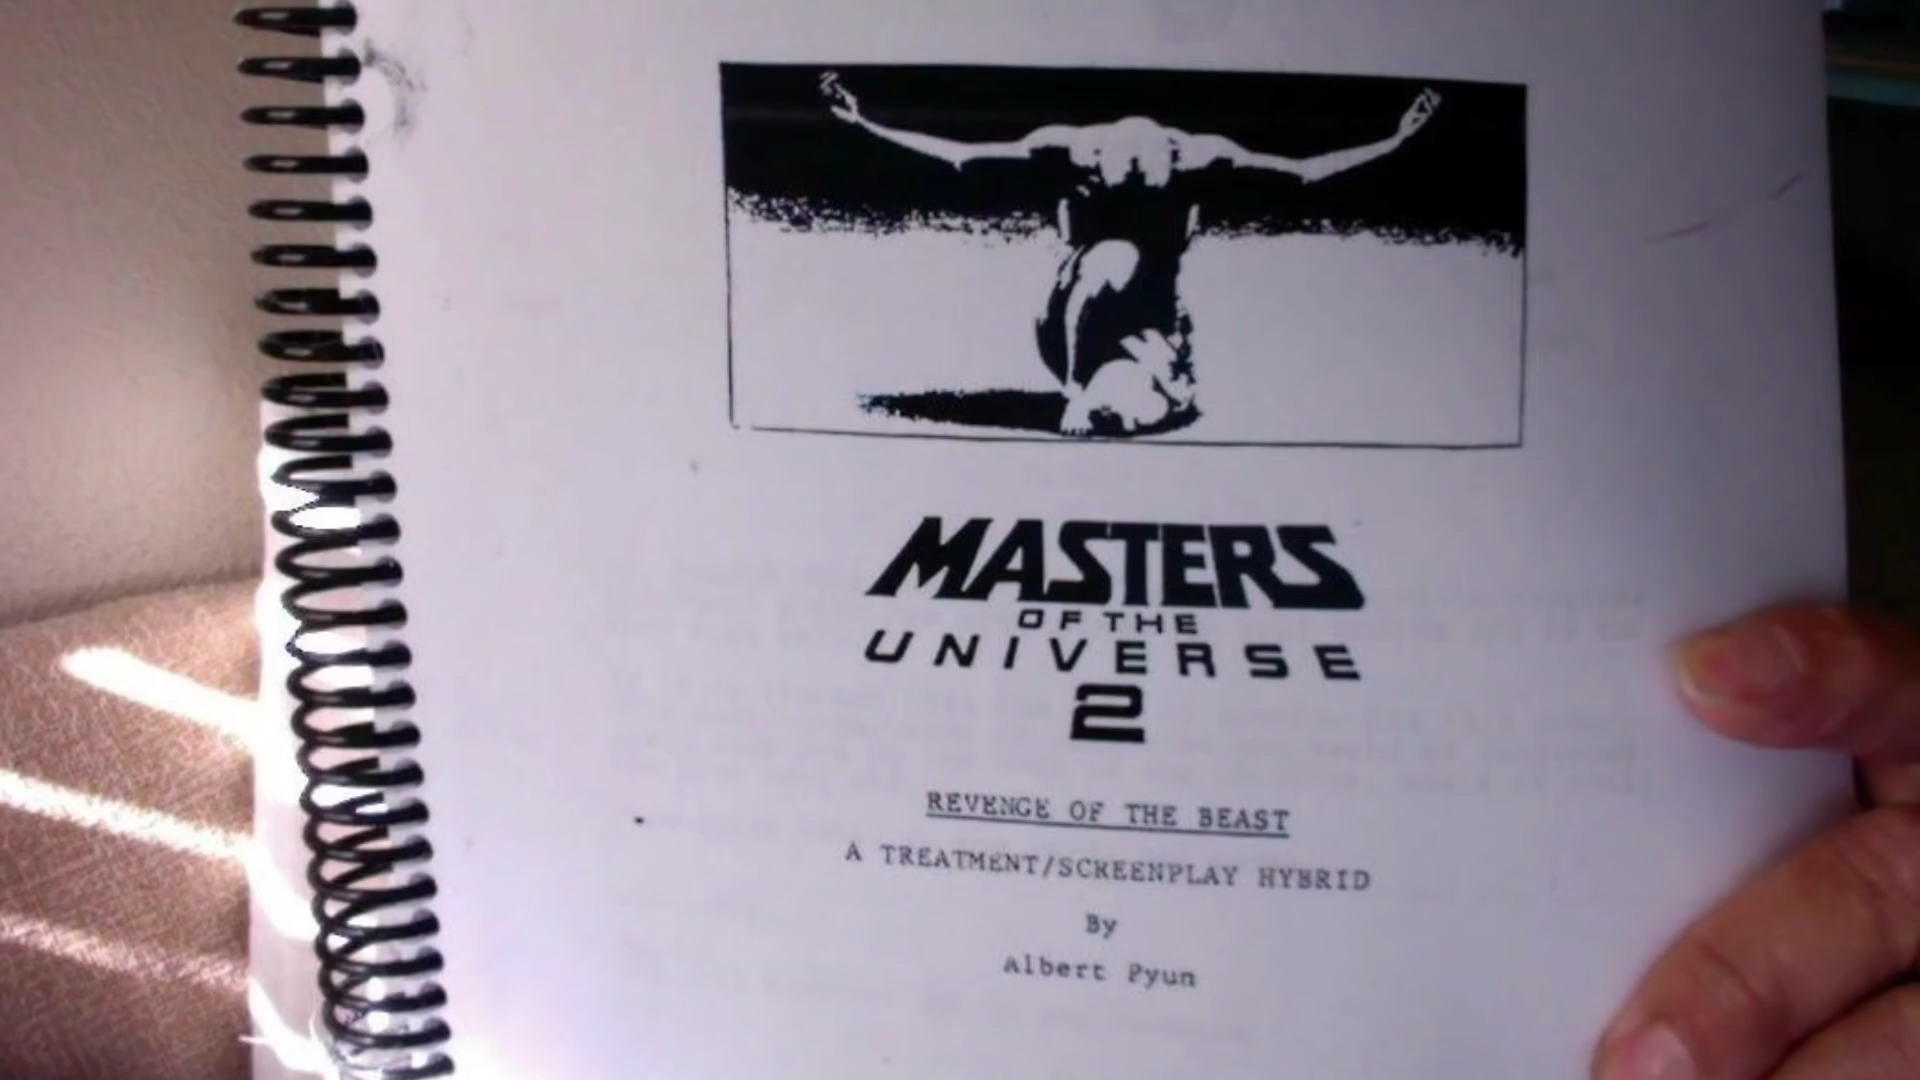 MASTERS
OF THE
UNIVERSE
2
REVENGE OF THE BEAST
A TREATMENT/SCREENPLAY HYBRID
By
Albert Pyun